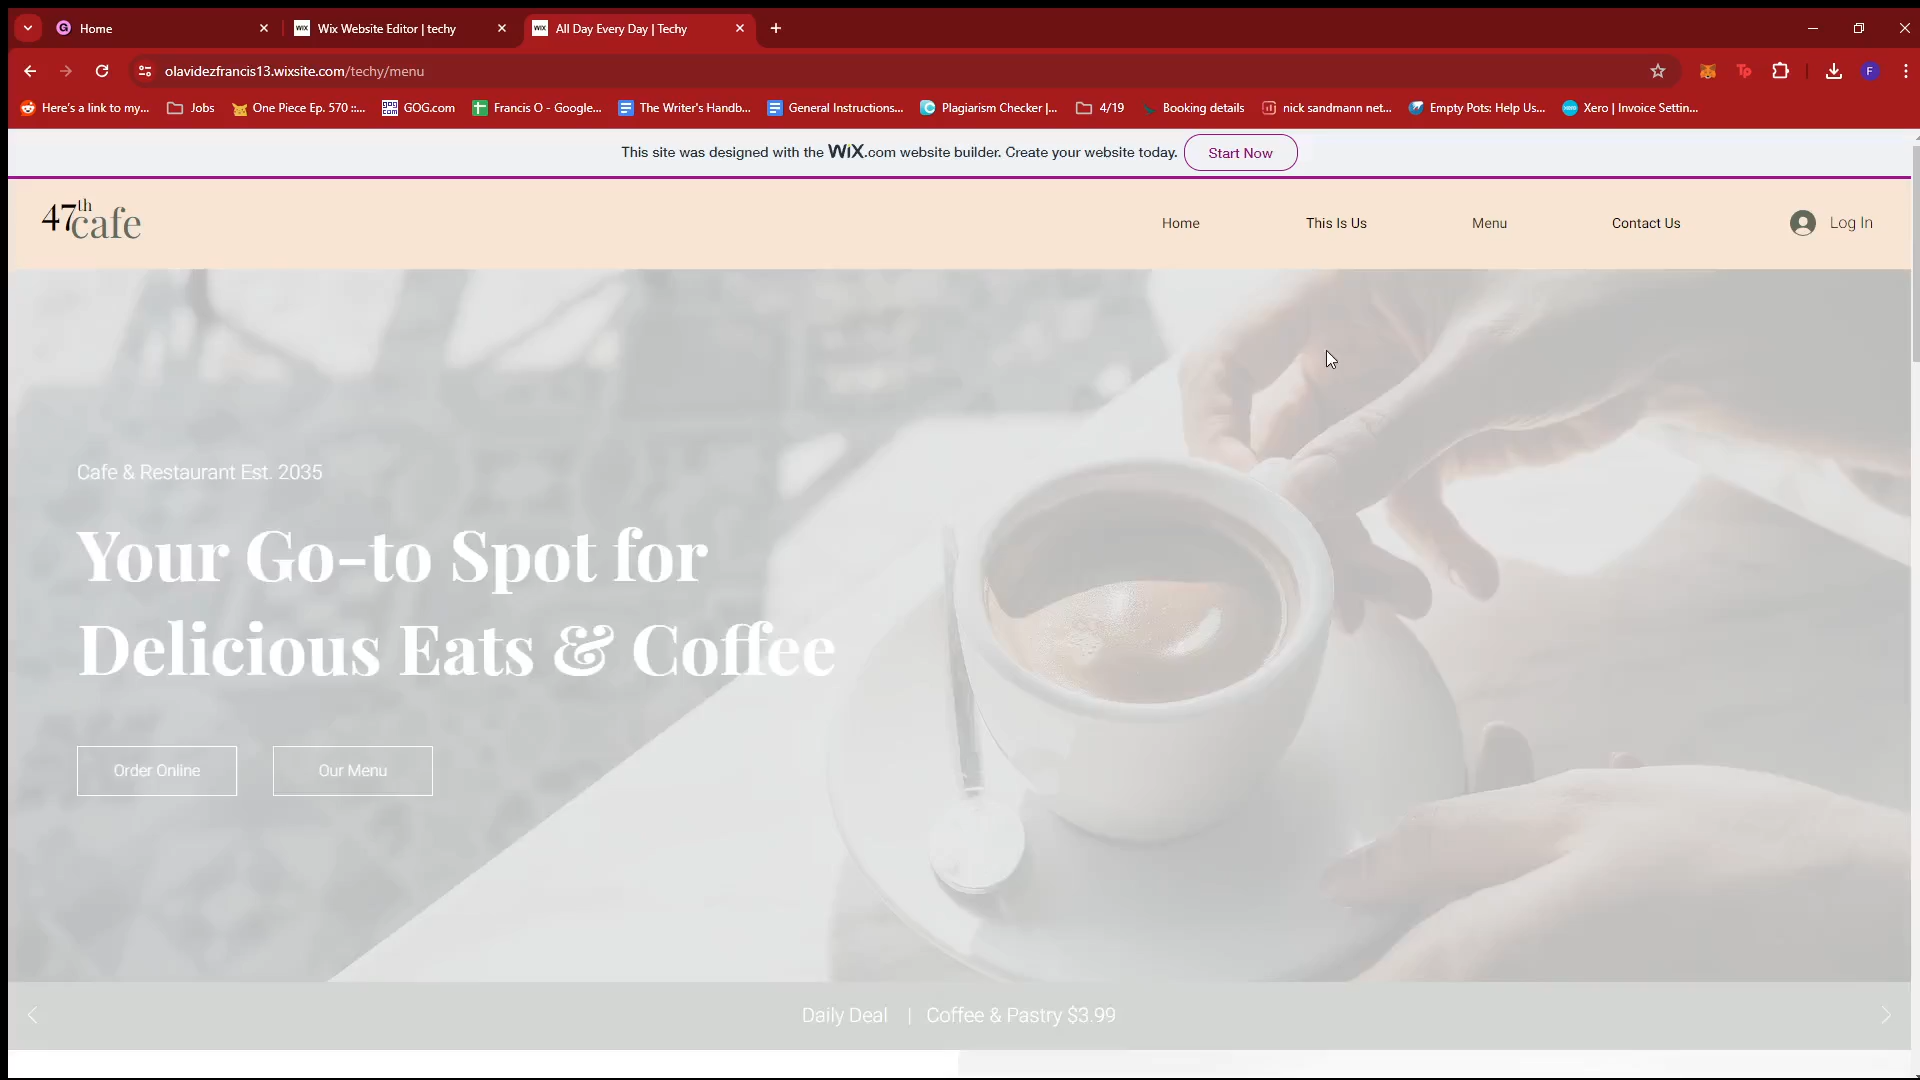 Home
Wix Website Editor | techy
All Day Every Day | Techy
olavidezfrancis13.wixsite.com/techy/menu
Here's a link to my...
Jobs
One Piece Ep. 570 ::...
GOG.com
Francis O - Google...
The Writer's Handb...
General Instructions...
Plagiarism Checker |...
4/19
Booking details
nick sandmann net...
Empty Pots: Help Us...
Xero | Invoice Settin...
This site was designed with the WiX.com website builder. Create your website today.
Start Now
47th cafe
Home
This Is Us
Menu
Contact Us
Log In
Cafe & Restaurant Est. 2035
Your Go-to Spot for
Delicious Eats & Coffee
Order Online
Our Menu
Daily Deal | Coffee & Pastry $3.99